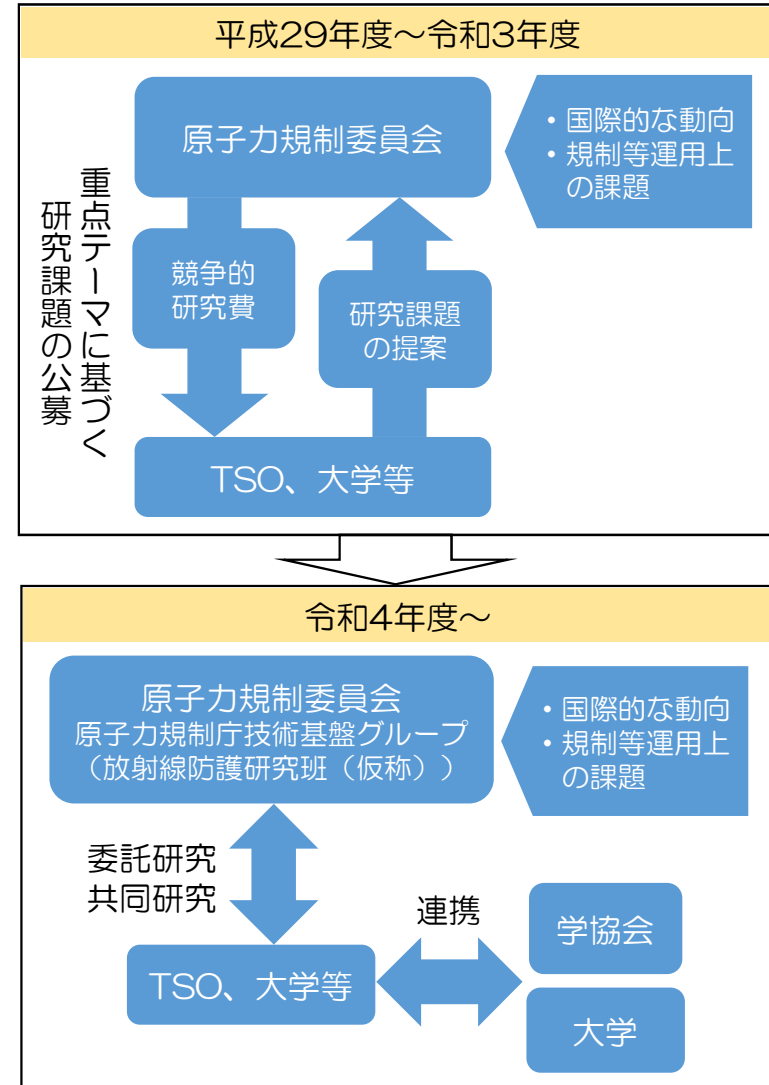 平成29年度～令和3年度
原子力規制委員会
・国際的な動向
・規制等運用上
の課題
重点テーマに基づく
研究課題の公募
競争的
研究費
研究課題
の提案
TSO、大学等
令和4年度～
原子力規制委員会
原子力規制庁技術基盤グループ
（放射線防護研究班（仮称））
・国際的な動向
・規制等運用上
の課題
委託研究
共同研究
連携
TSO、大学等
学協会
大学